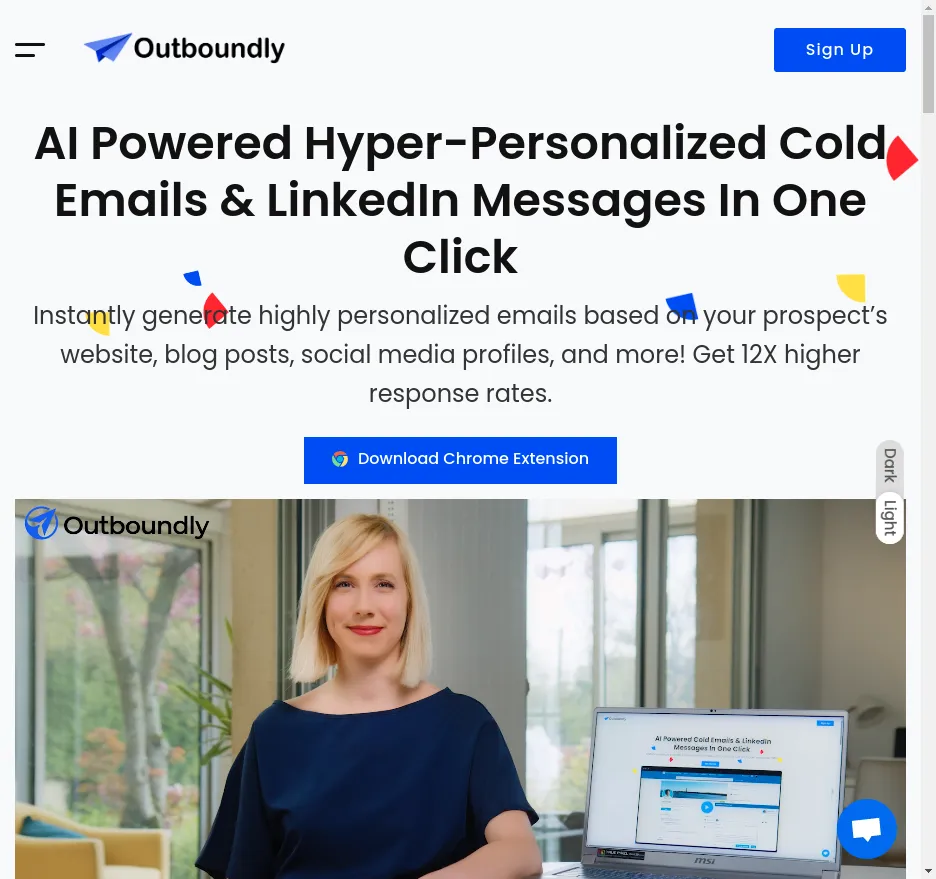 Outboundly
Sign Up
AI Powered Hyper-Personalized Cold
Emails & LinkedIn Messages In One
Click
Instantly generate highly personalized emails based on your prospect’s
website, blog posts, social media profiles, and more! Get 12X higher
response rates.
Download Chrome Extension
Dark
Light
Outboundly
AI Powered Cold Emails & LinkedIn
Messages In One Click
msi